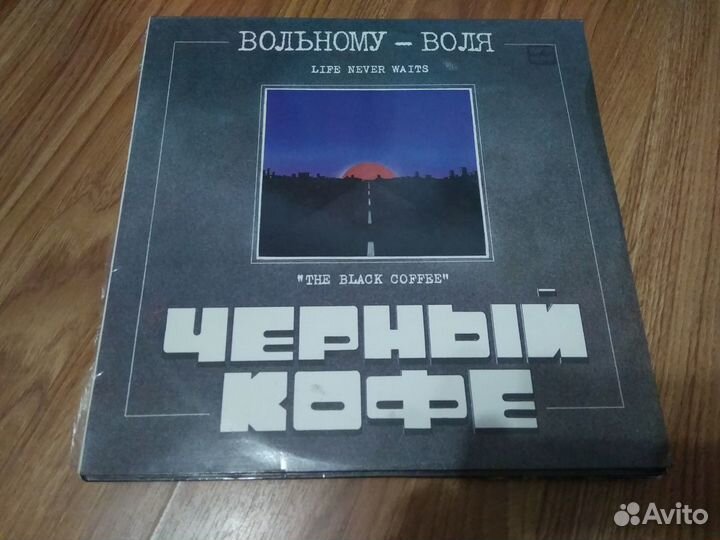 ВОЛЬНОМУ — ВОЛЯ
LIFE NEVER WAITS
"THE BLACK COFFEE"
ЧЕРНЫЙ
КОФЕ
Avito